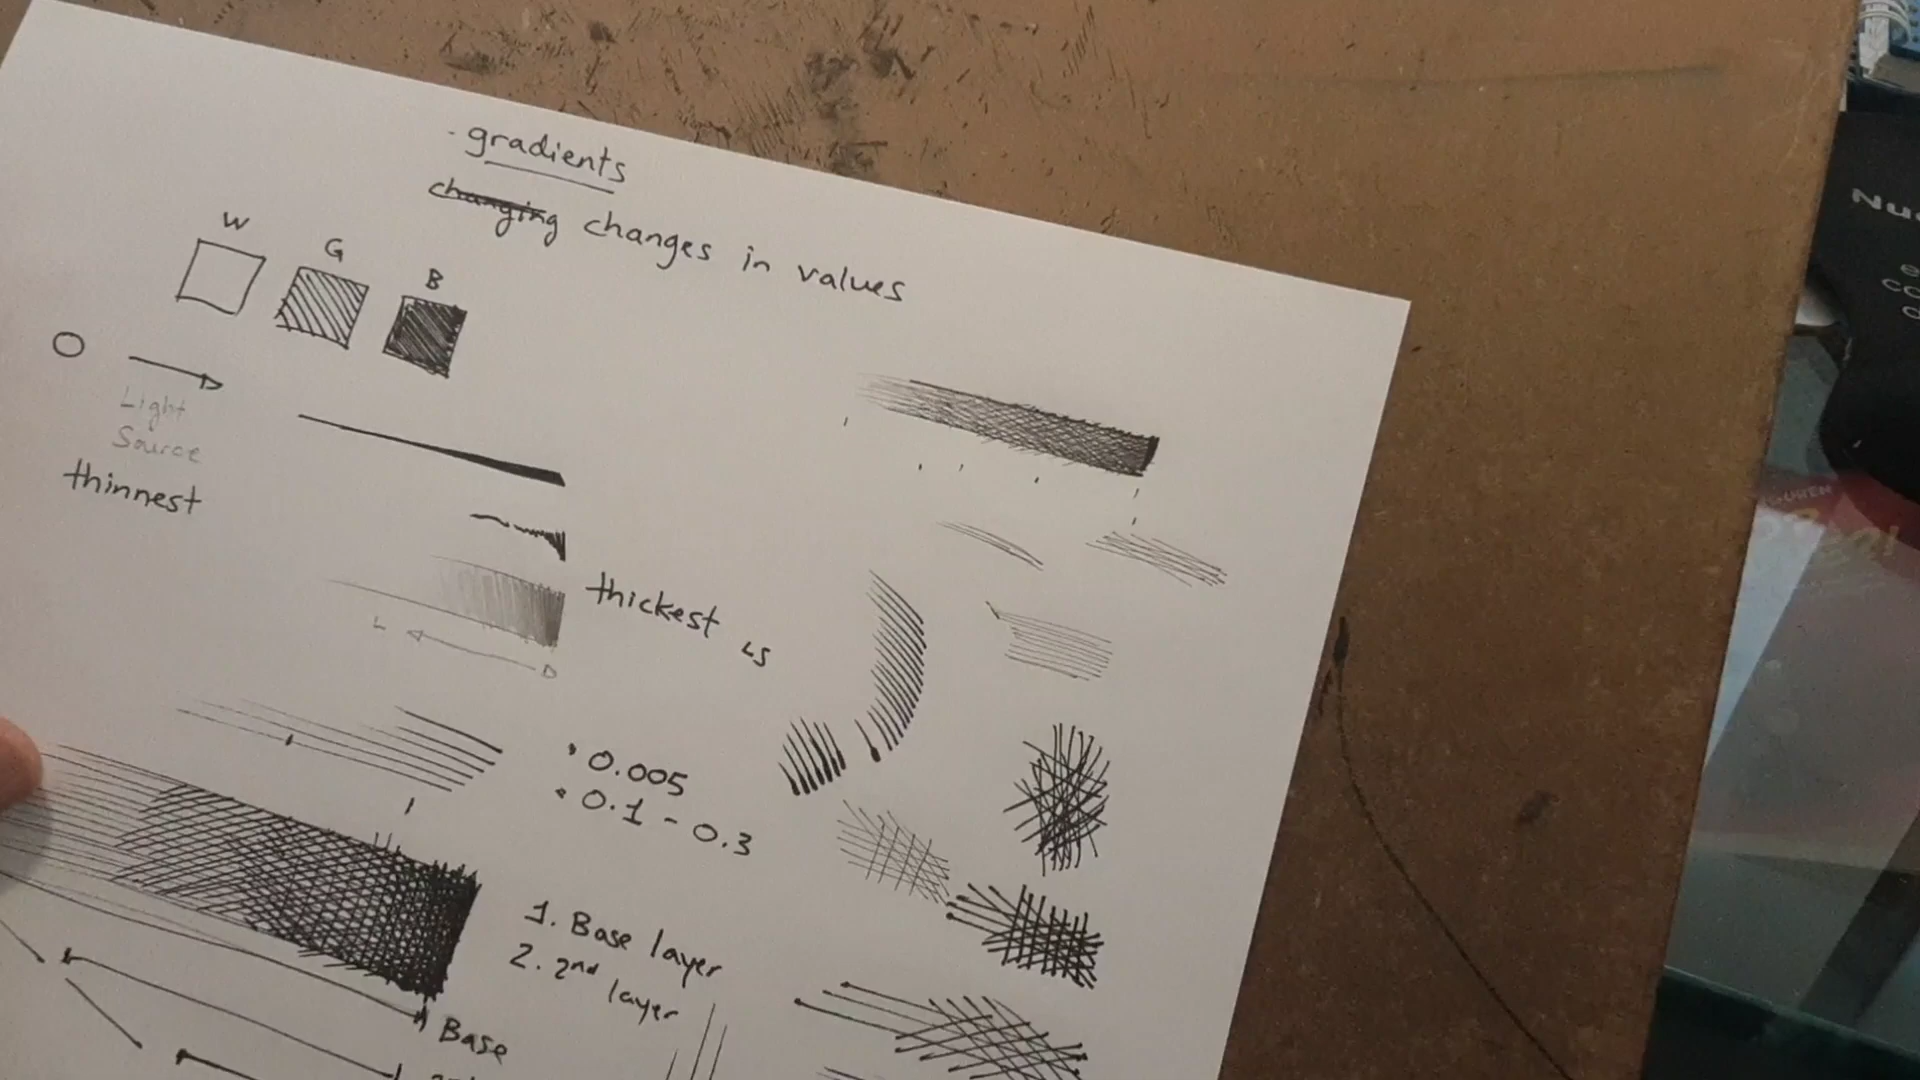 - gradients
changing changes in values
W
G
B
Light
Source
thinnest
thickest
LS
L
D
• 0.005
• 0.1 - 0.3
1. Base layer
2. 2nd layer
Base